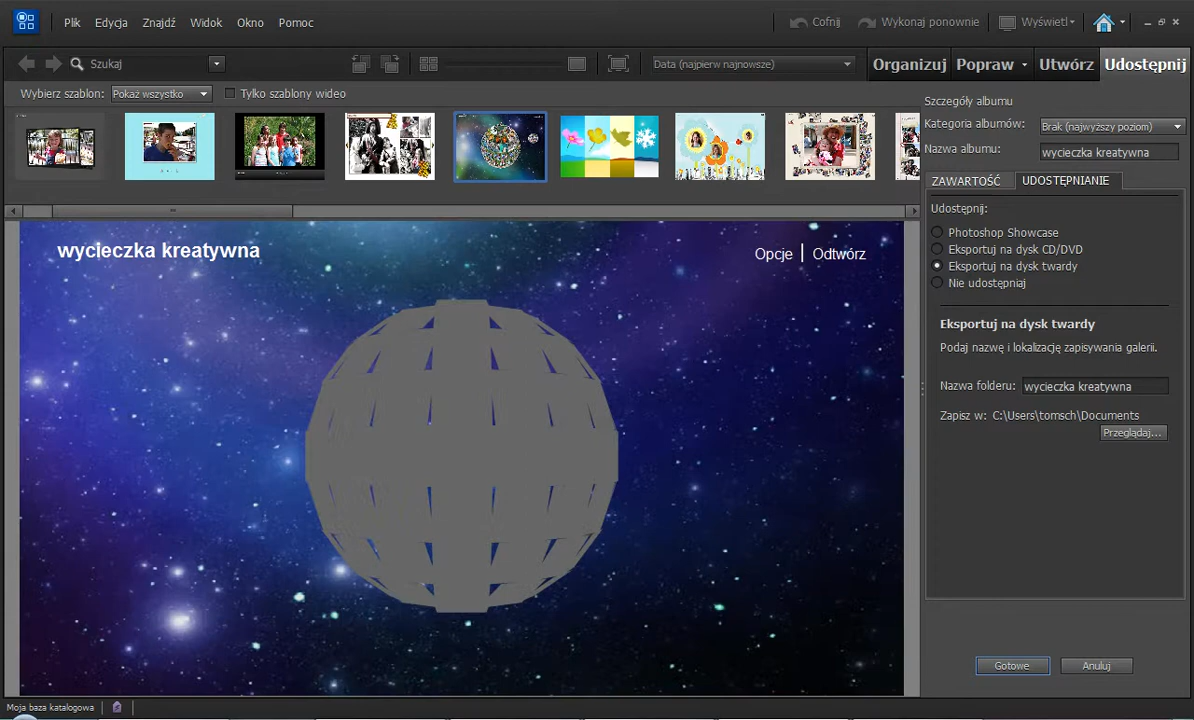 Plik Edycja Znajdź Widok Okno Pomoc Cofnij Wykonaj ponownie Wyświetl
Szukaj Data (najpierw najnowsze) Organizuj Popraw Utwórz Udostępnij
Wybierz szablon: Pokaż wszystko Tylko szablony wideo
Szczegóły albumu
Kategoria albumów: Brak (najwyższy poziom)
Nazwa albumu: wycieczka kreatywna
ZAWARTOŚĆ UDOSTĘPNIANIE
Udostępnij:
Photoshop Showcase
Eksportuj na dysk CD/DVD
Eksportuj na dysk twardy
Nie udostępniaj
Eksportuj na dysk twardy
Podaj nazwę i lokalizację zapisywania galerii.
Nazwa folderu: wycieczka kreatywna
Zapisz w: C:\Users\tomsch\Documents
Przeglądaj...
Gotowe Anuluj
wycieczka kreatywna
Opcje | Odtwórz
Moja baza katalogowa